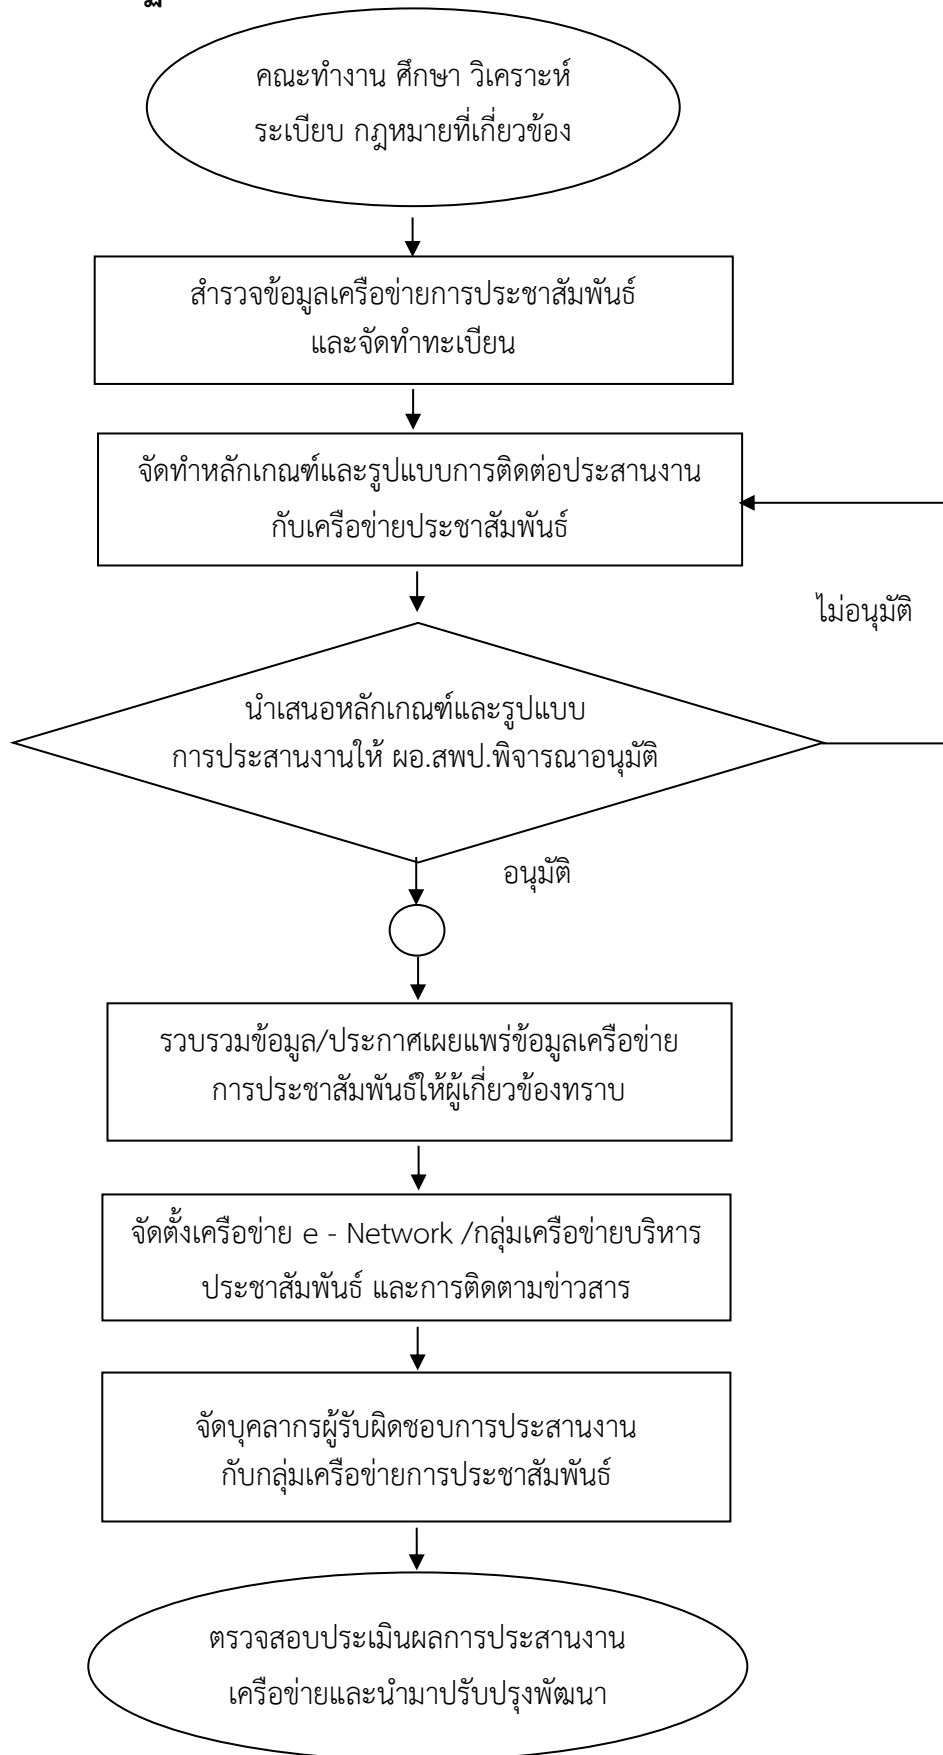 คณะทำงาน ศึกษา วิเคราะห์
ระเบียบ กฎหมายที่เกี่ยวข้อง
สำรวจข้อมูลเครือข่ายการประชาสัมพันธ์
และจัดทำทะเบียน
จัดทำหลักเกณฑ์และรูปแบบการติดต่อประสานงาน
กับเครือข่ายประชาสัมพันธ์
ไม่อนุมัติ
นำเสนอหลักเกณฑ์และรูปแบบ
การประสานงานให้ ผอ.สพป.พิจารณาอนุมัติ
อนุมัติ
รวบรวมข้อมูล/ประกาศเผยแพร่ข้อมูลเครือข่าย
การประชาสัมพันธ์ให้ผู้เกี่ยวข้องทราบ
จัดตั้งเครือข่าย e - Network /กลุ่มเครือข่ายบริหาร
ประชาสัมพันธ์ และการติดตามข่าวสาร
จัดบุคลากรผู้รับผิดชอบการประสานงาน
กับกลุ่มเครือข่ายการประชาสัมพันธ์
ตรวจสอบประเมินผลการประสานงาน
เครือข่ายและนำมาปรับปรุงพัฒนา